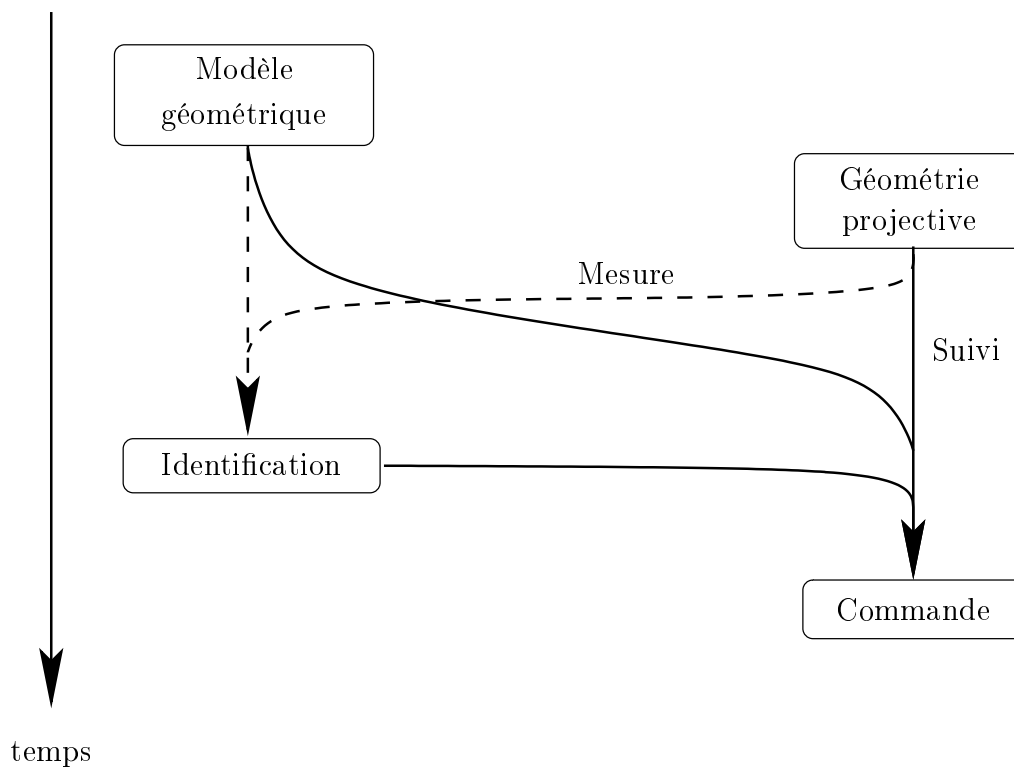 Modèle
géométrique
Géométrie
projective
Mesure
Suivi
Identification
Commande
temps